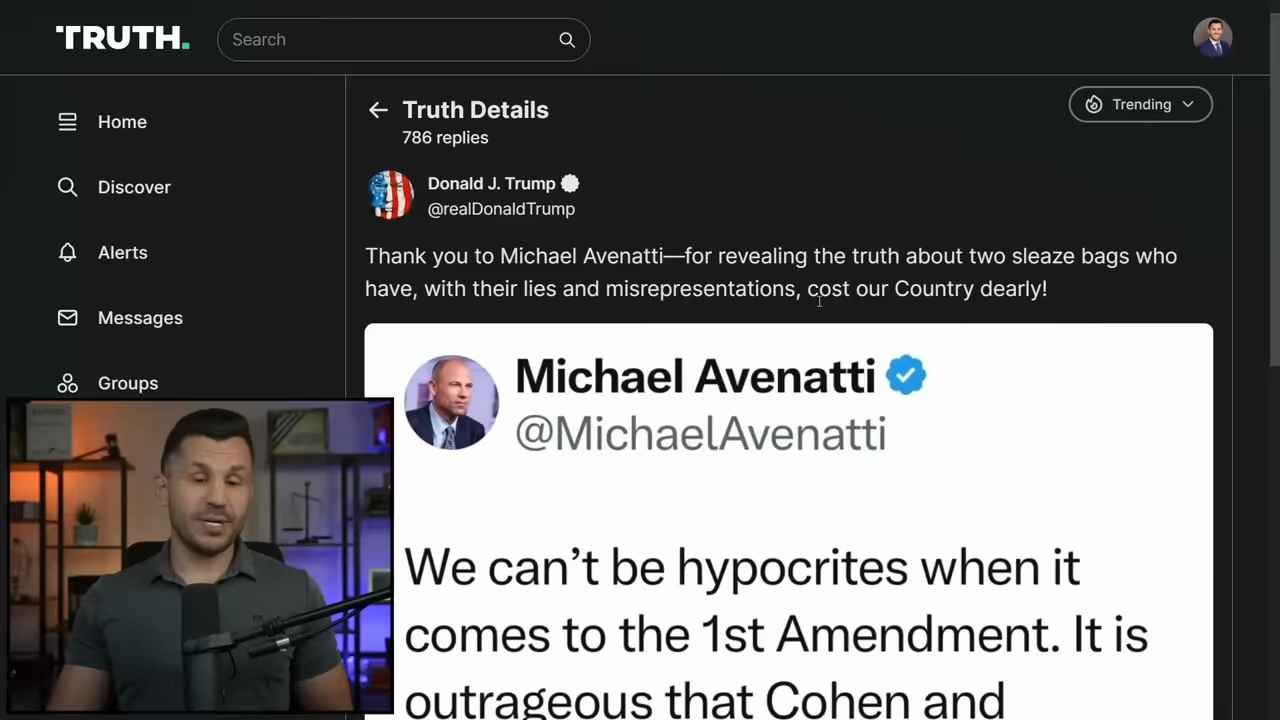 TRUTH.
Search
Home
Discover
Alerts
Messages
Groups
Truth Details
786 replies
Trending
Donald J. Trump
@realDonaldTrump
Thank you to Michael Avenatti—for revealing the truth about two sleaze bags who
have, with their lies and misrepresentations, cost our Country dearly!
Michael Avenatti
@MichaelAvenatti
We can’t be hypocrites when it
comes to the 1st Amendment. It is
outrageous that Cohen and